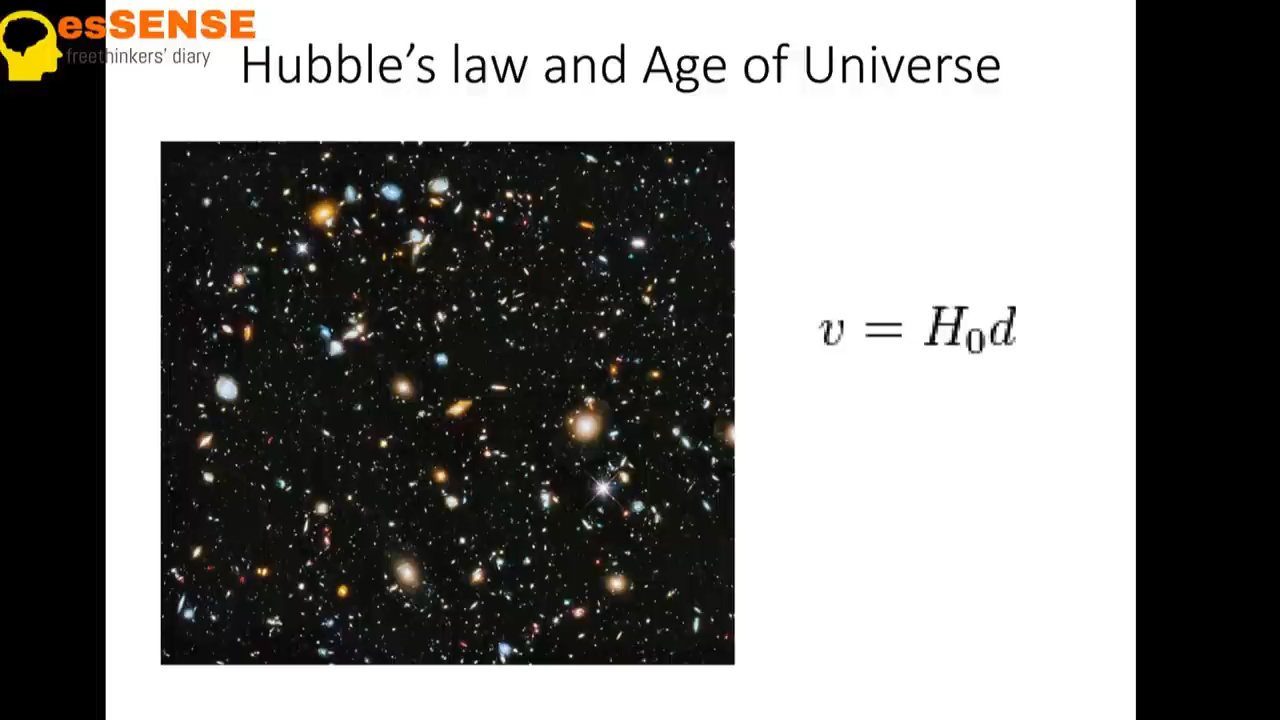 esSENSE
freethinkers' diary
Hubble’s law and Age of Universe
v = H₀d